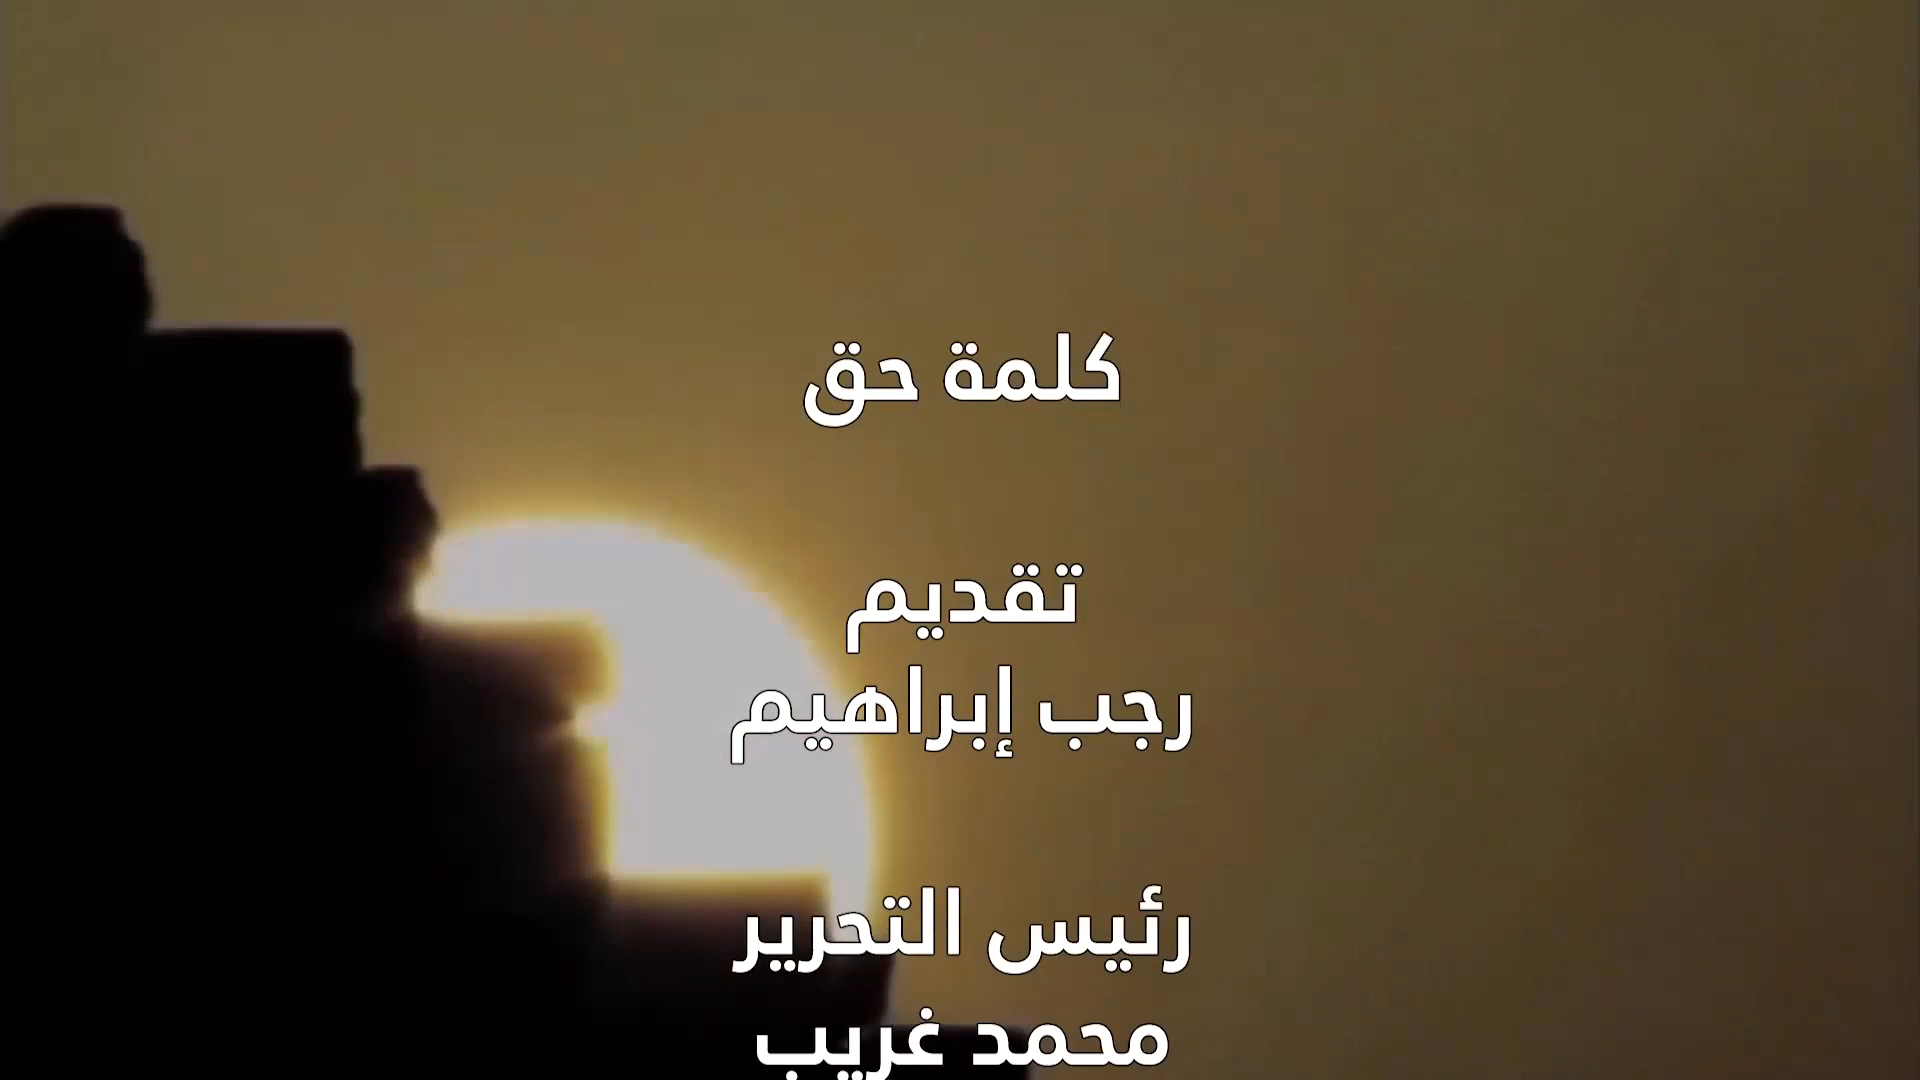 كلمة حق
تقديم
رجب إبراهيم
رئيس التحرير
محمد غريب